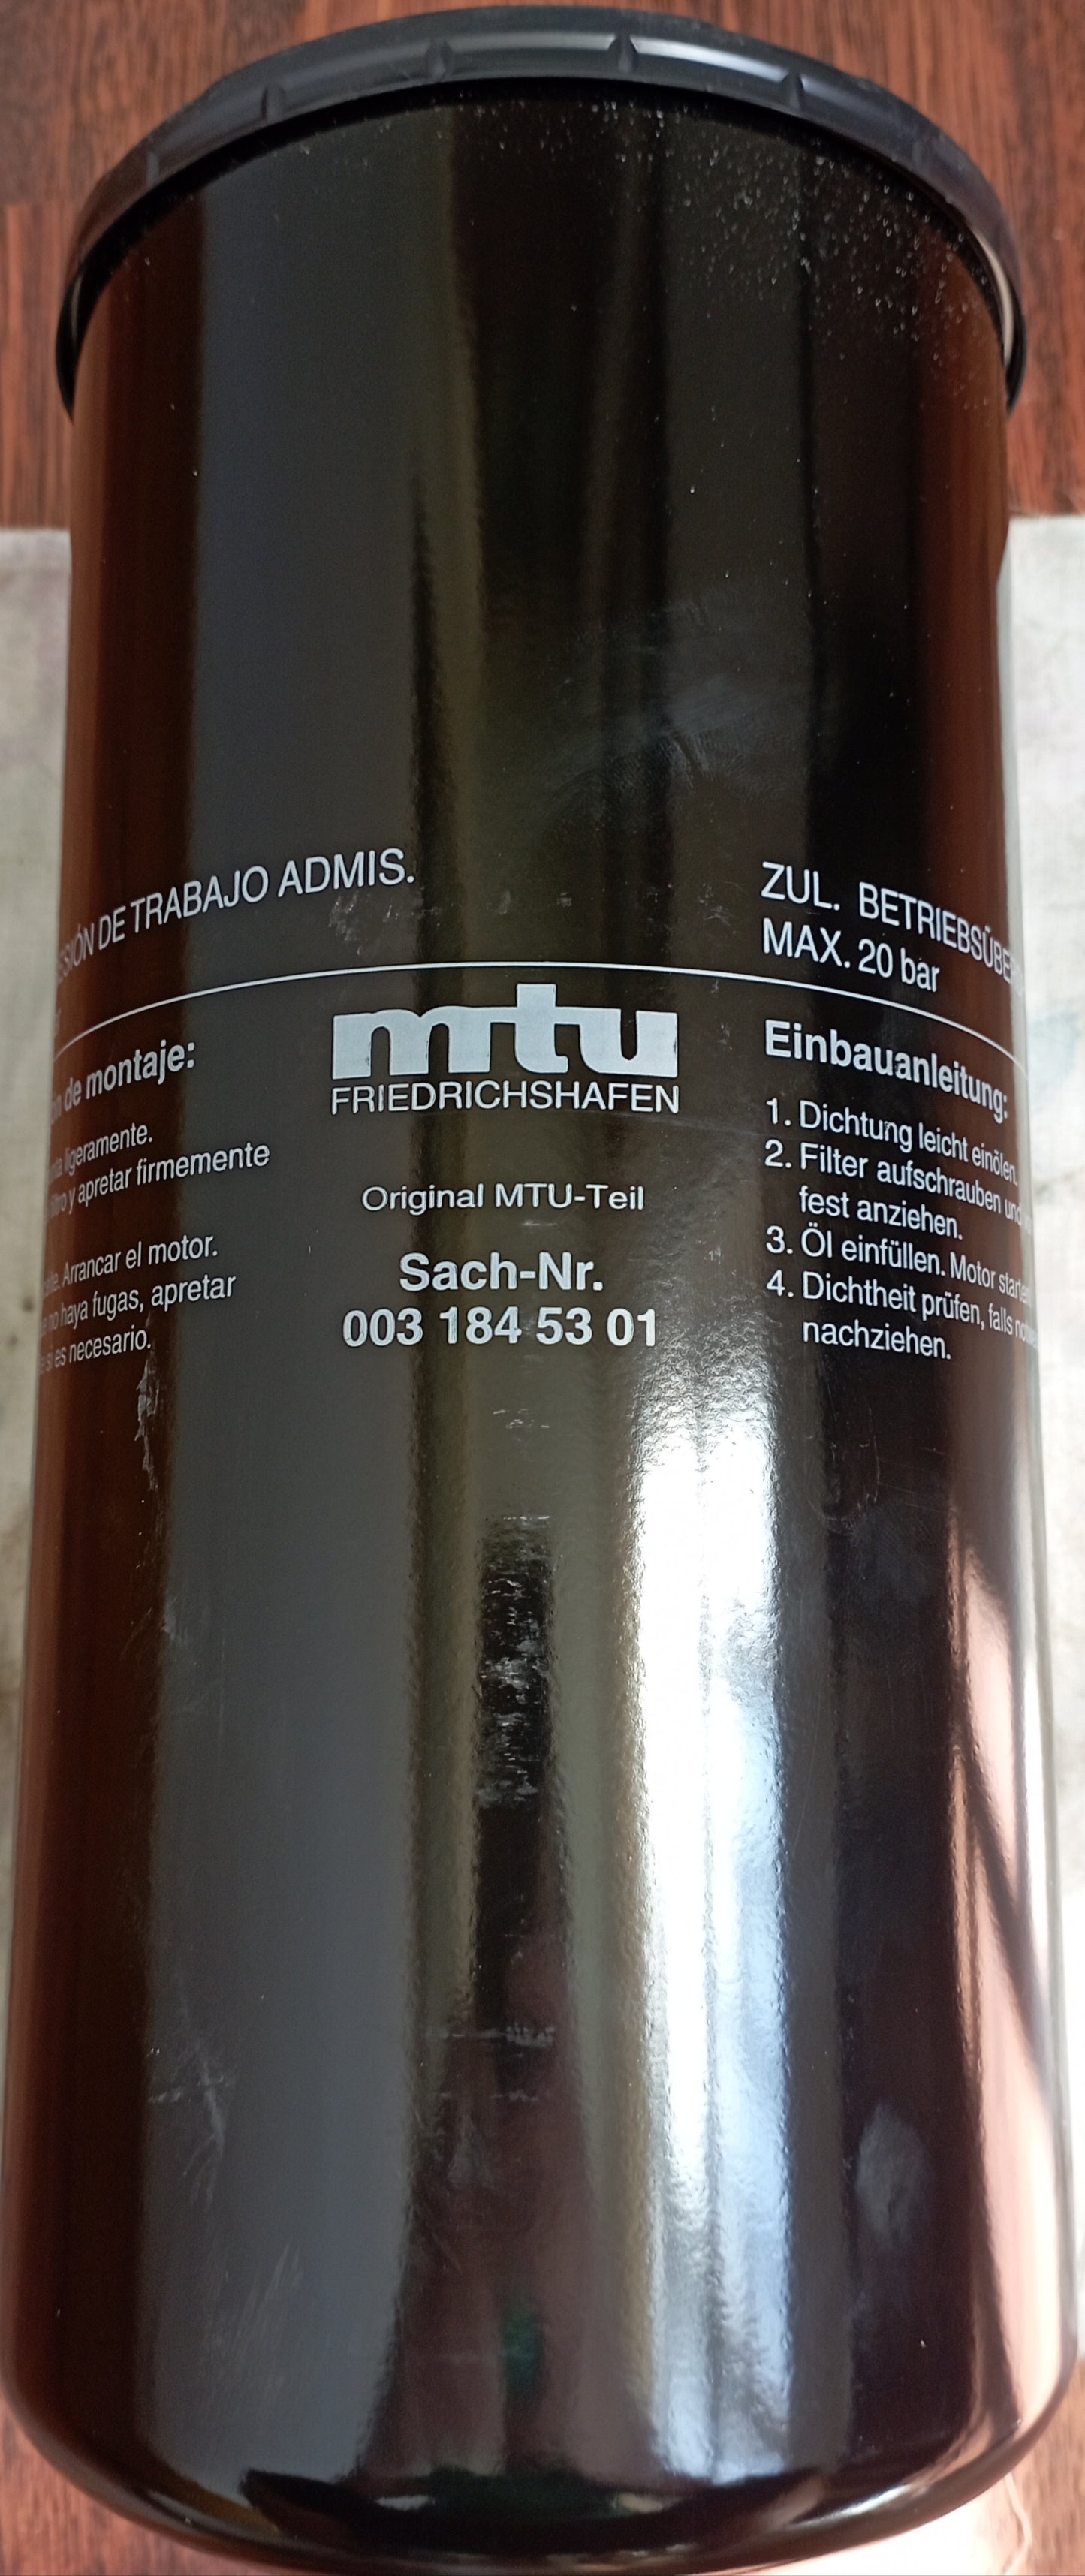 DE TRABAJO ADMIS.
de montaje:
ligeramente.
y apretar firmemente
Arrancar el motor.
no haya fugas, apretar
es necesario.
mtu
FRIEDRICHSHAFEN
Original MTU-Teil
Sach-Nr.
003 184 53 01
ZUL. 
MAX. 20 bar
Einbauanleitung:
1. Dichtung leicht einölen.
2. Filter aufschrauben und
fest anziehen.
3. Öl einfüllen. Motor
4. Dichtheit prüfen, falls
nachziehen.